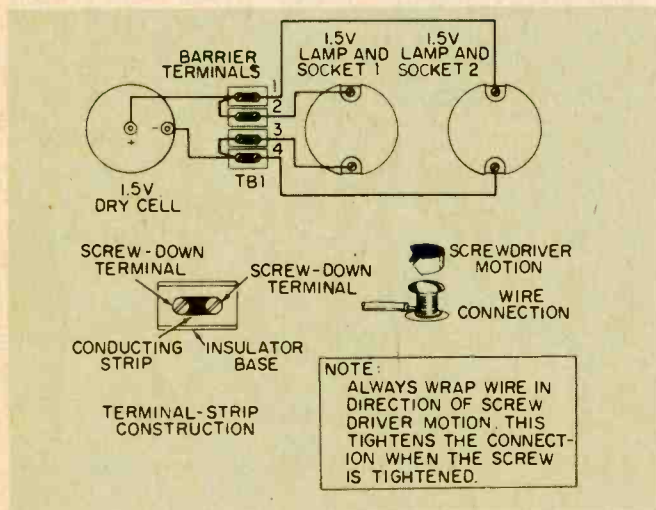 BARRIER
TERMINALS
1.5V
LAMP AND
SOCKET 1
1.5V
LAMP AND
SOCKET 2
1
2
3
4
+
-
TB1
1.5V
DRY CELL
SCREW-DOWN
TERMINAL
SCREW-DOWN
TERMINAL
CONDUCTING
STRIP
INSULATOR
BASE
TERMINAL-STRIP
CONSTRUCTION
SCREWDRIVER
MOTION
WIRE
CONNECTION
NOTE:
ALWAYS WRAP WIRE IN
DIRECTION OF SCREW
DRIVER MOTION. THIS
TIGHTENS THE CONNECT-
ION WHEN THE SCREW
IS TIGHTENED.